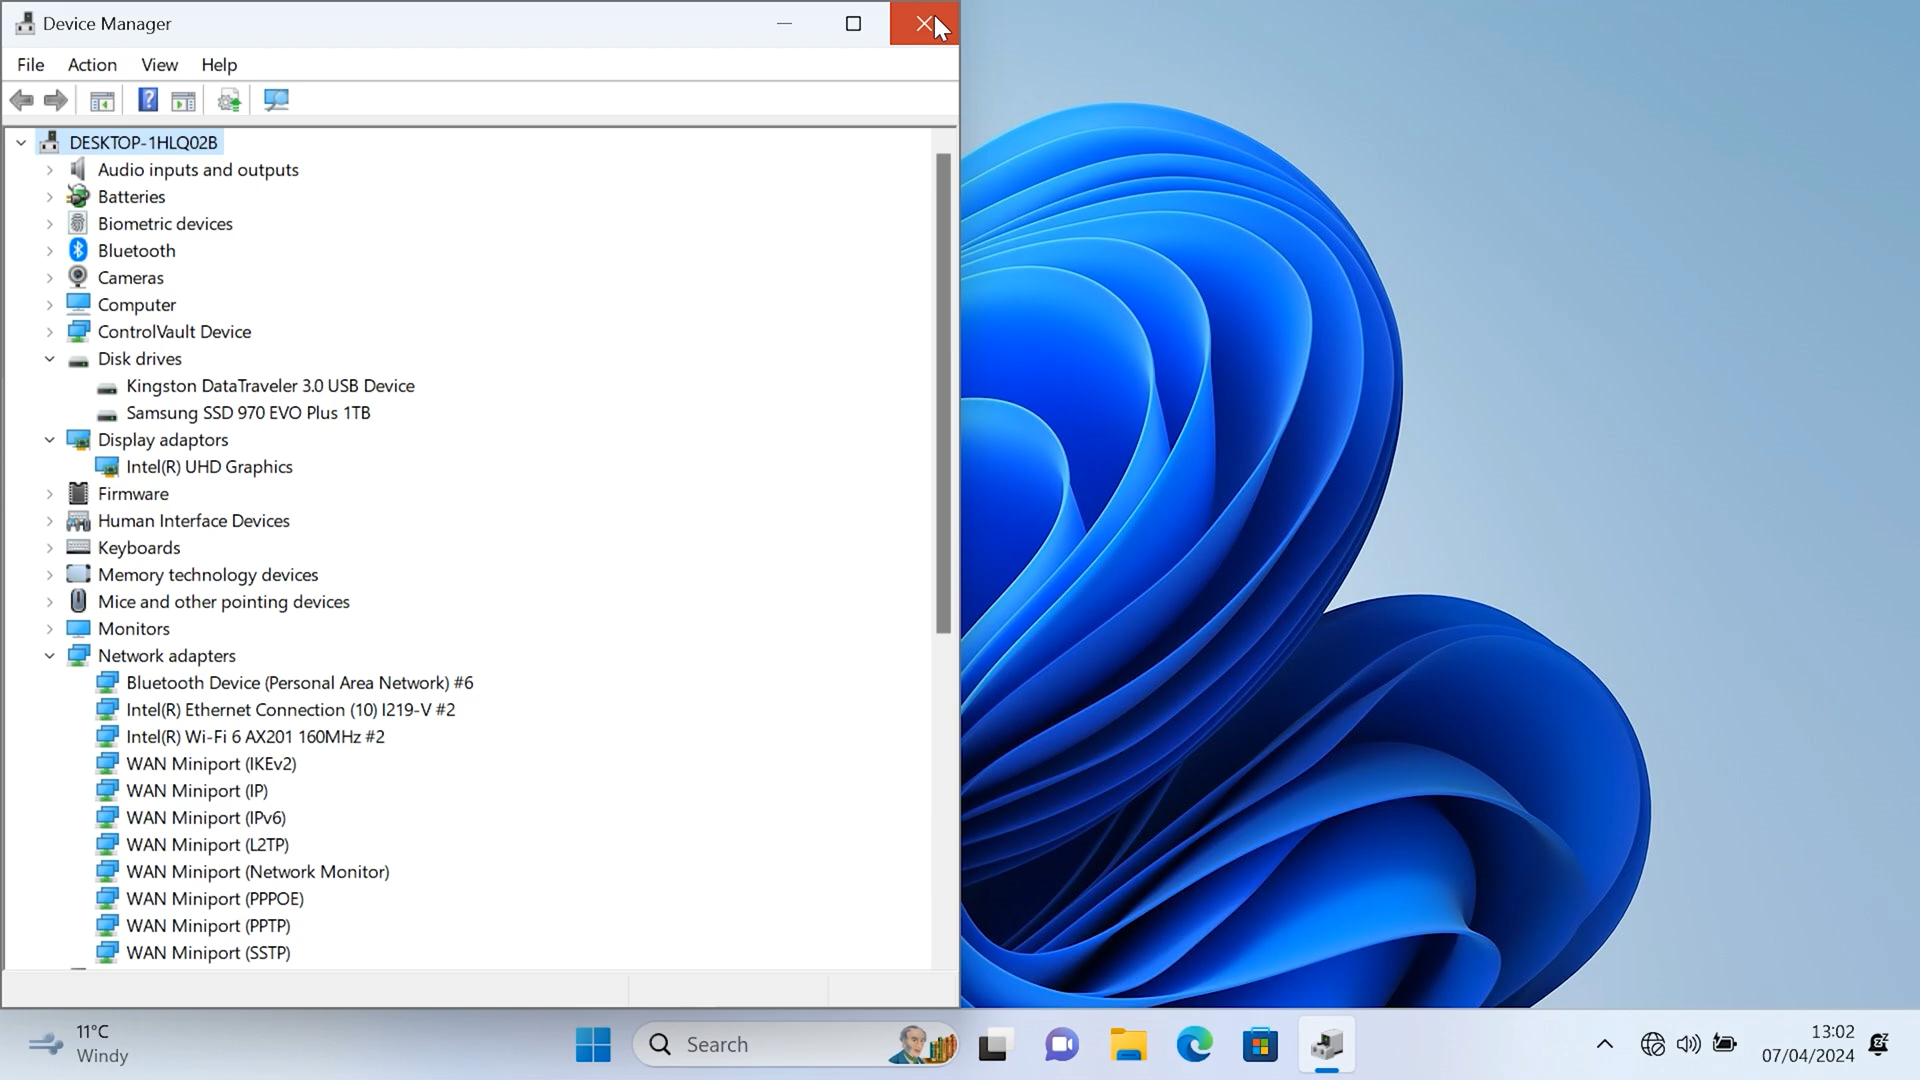 Device Manager
File Action View Help
DESKTOP-1HLQ02B
Audio inputs and outputs
Batteries
Biometric devices
Bluetooth
Cameras
Computer
ControlVault Device
Disk drives
Kingston DataTraveler 3.0 USB Device
Samsung SSD 970 EVO Plus 1TB
Display adaptors
Intel(R) UHD Graphics
Firmware
Human Interface Devices
Keyboards
Memory technology devices
Mice and other pointing devices
Monitors
Network adapters
Bluetooth Device (Personal Area Network) #6
Intel(R) Ethernet Connection (10) I219-V #2
Intel(R) Wi-Fi 6 AX201 160MHz #2
WAN Miniport (IKEv2)
WAN Miniport (IP)
WAN Miniport (IPv6)
WAN Miniport (L2TP)
WAN Miniport (Network Monitor)
WAN Miniport (PPPOE)
WAN Miniport (PPTP)
WAN Miniport (SSTP)
11°C
Windy
Search
13:02
07/04/2024